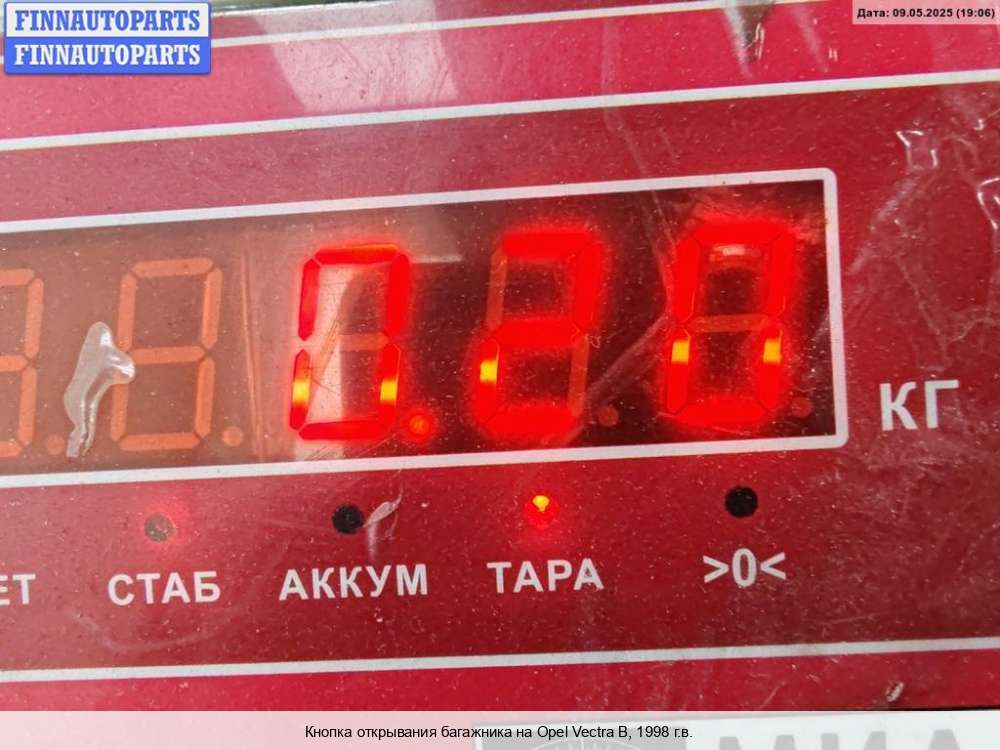 FINNAUTOPARTS
FINNAUTOPARTS
Дата: 09.05.2025 (19:06)
0.20
КГ
СТАБ АККУМ ТАРА >0<
Кнопка открывания багажника на Opel Vectra B, 1998 г.в.